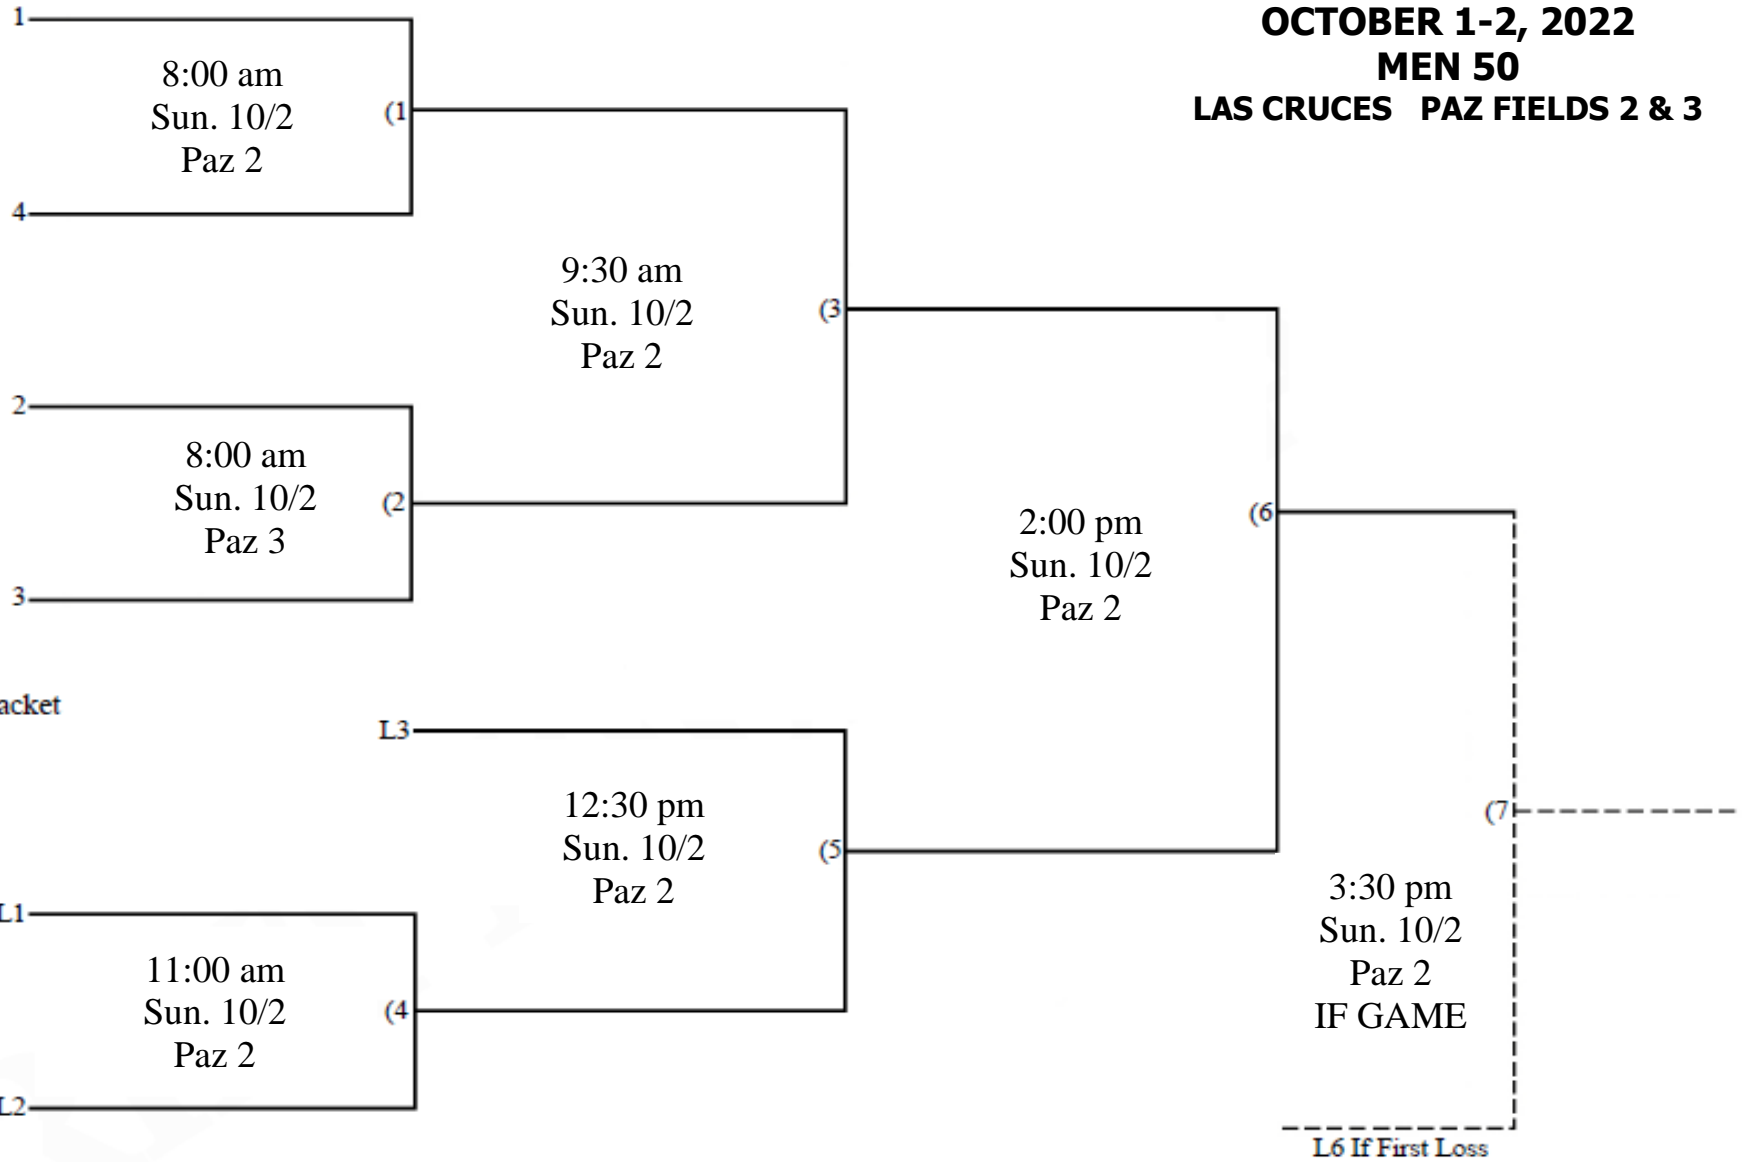 OCTOBER 1-2, 2022
MEN 50
LAS CRUCES PAZ FIELDS 2 & 3
1
8:00 am
Sun. 10/2
Paz 2
(1
4
9:30 am
Sun. 10/2
Paz 2
(3
2
8:00 am
Sun. 10/2
Paz 3
(2
3
2:00 pm
Sun. 10/2
Paz 2
(6
acket
L3
12:30 pm
Sun. 10/2
Paz 2
(5
L1
11:00 am
Sun. 10/2
Paz 2
(4
L2
(7
3:30 pm
Sun. 10/2
Paz 2
IF GAME
L6 If First Loss